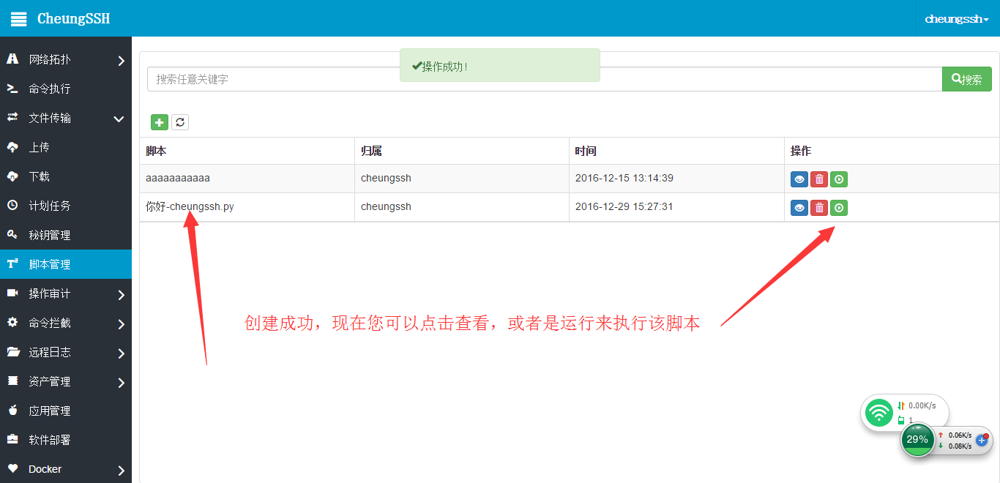 CheungSSH
cheungssh
网络拓扑
命令执行
文件传输
上传
下载
计划任务
秘钥管理
脚本管理
操作审计
命令拦截
远程日志
资产管理
应用管理
软件部署
Docker
操作成功!
搜索任意关键字
搜索
脚本 归属 时间 操作
aaaaaaaaaaa cheungssh 2016-12-15 13:14:39
你好-cheungssh.py cheungssh 2016-12-29 15:27:31
创建成功，现在您可以点击查看，或者是运行来执行该脚本
0.00K/s
1
29%
0.06K/s
0.08K/s